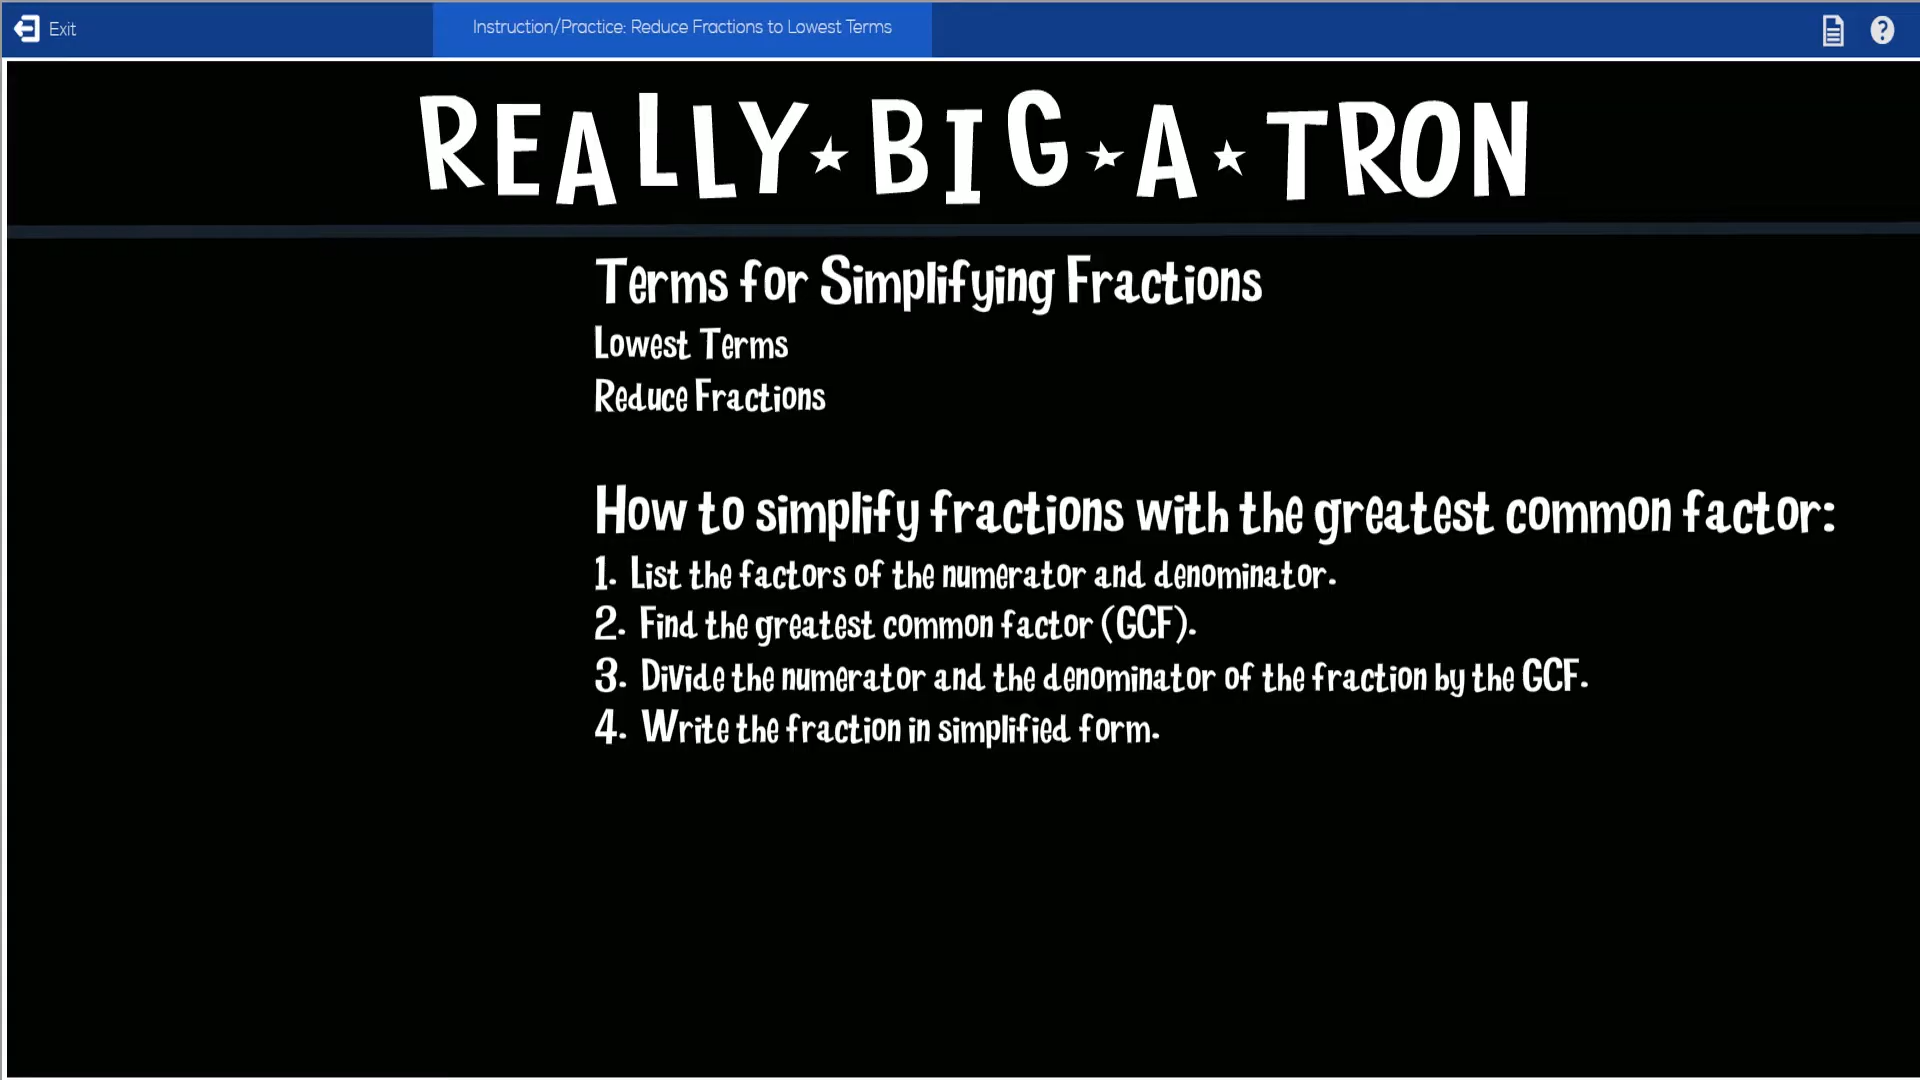 Exit
Instruction/Practice: Reduce Fractions to Lowest Terms
REALLY★BIG★A★TRON
Terms for Simplifying Fractions
Lowest Terms
Reduce Fractions
How to simplify fractions with the greatest common factor:
1. List the factors of the numerator and denominator.
2. Find the greatest common factor (GCF).
3. Divide the numerator and the denominator of the fraction by the GCF.
4. Write the fraction in simplified form.